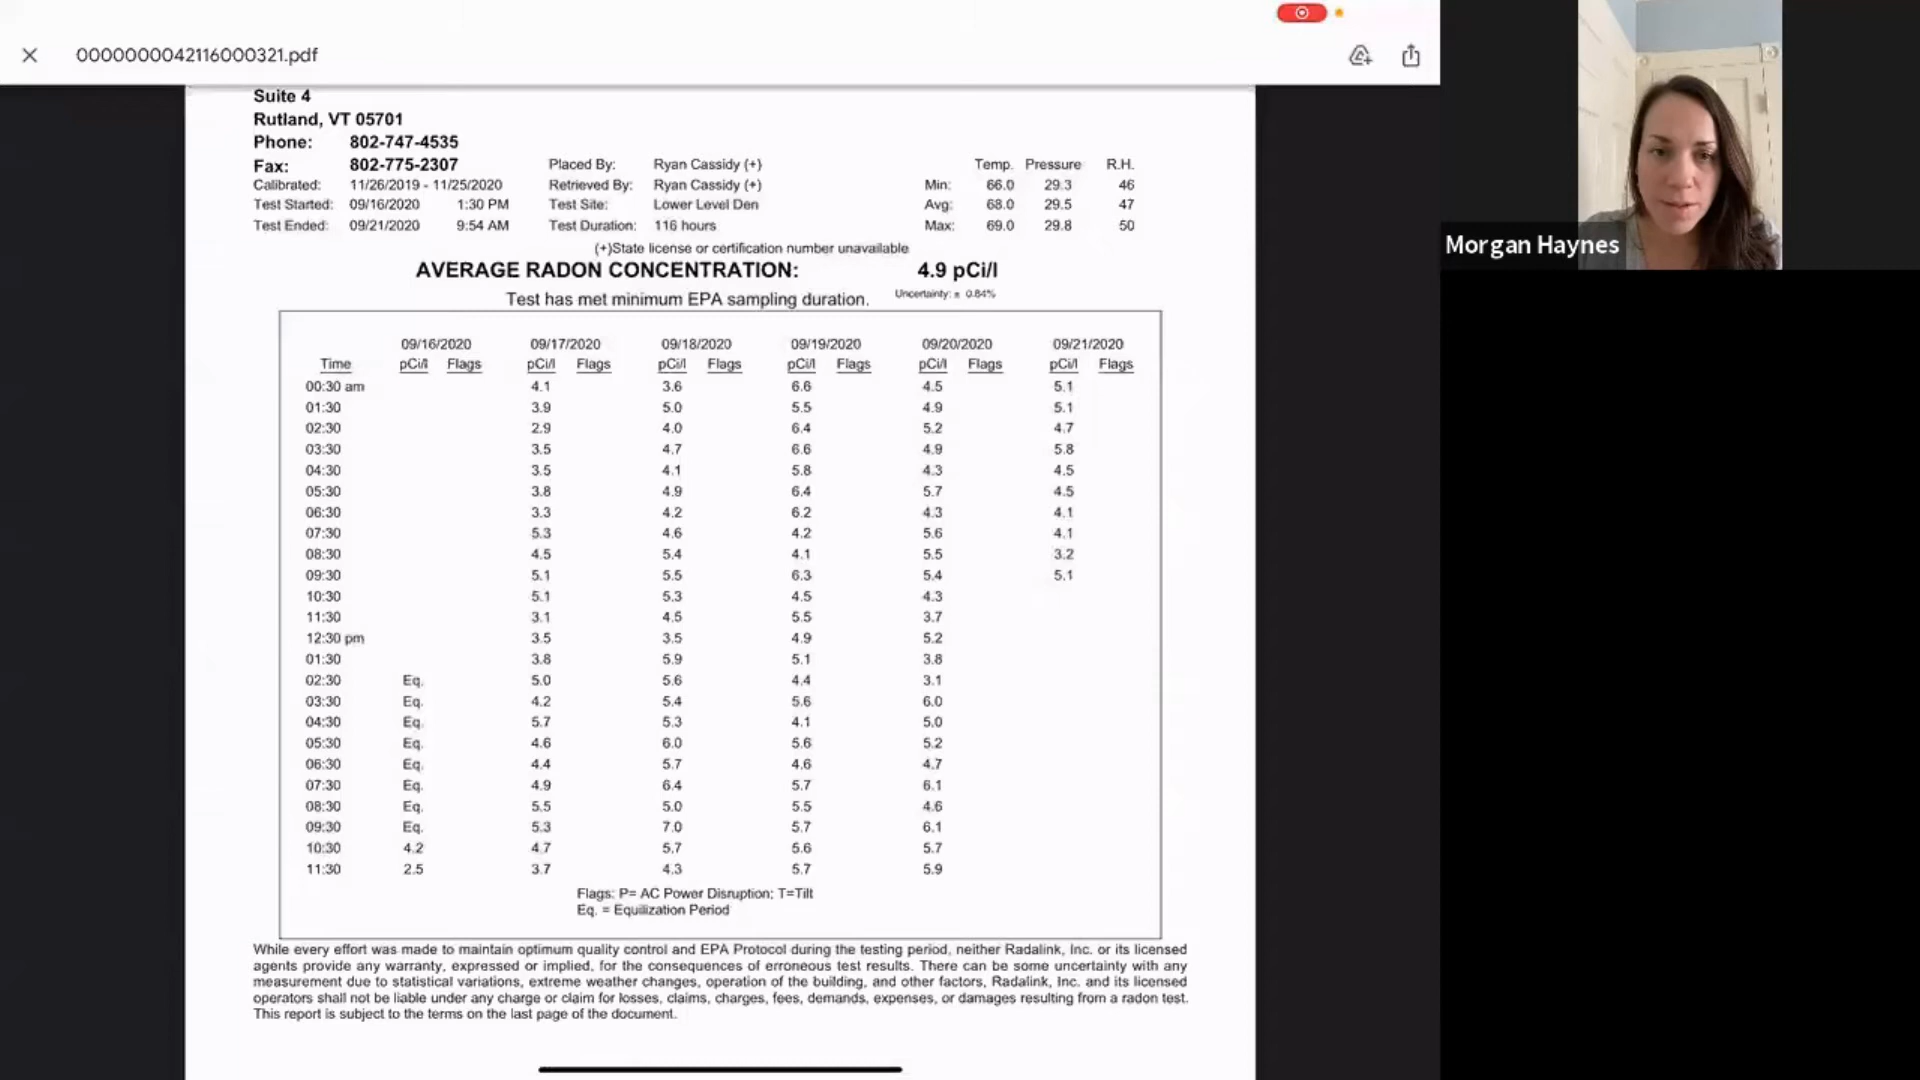 0000000042116000321.pdf
Suite 4
Rutland, VT 05701
Phone: 802-747-4535
Fax: 802-775-2307 Placed By: Ryan Cassidy (+) Temp. Pressure R.H.
Calibrated: 11/26/2019 - 11/25/2020 Retrieved By: Ryan Cassidy (+) Min: 66.0 29.3 46
Test Started: 09/16/2020 1:30 PM Test Site: Lower Level Den Avg: 68.0 29.5 47
Test Ended: 09/21/2020 9:54 AM Test Duration: 116 hours Max: 69.0 29.8 50
(+)State license or certification number unavailable
AVERAGE RADON CONCENTRATION: 4.9 pCi/l
Test has met minimum EPA sampling duration. Uncertainty: ± 0.84%
09/16/2020 09/17/2020 09/18/2020 09/19/2020 09/20/2020 09/21/2020
Time pCi/l Flags pCi/l Flags pCi/l Flags pCi/l Flags pCi/l Flags pCi/l Flags
00:30 am 4.1 3.6 6.6 4.5 5.1
01:30 3.9 5.0 5.5 4.9 5.1
02:30 2.9 4.0 6.4 5.2 4.7
03:30 3.5 4.7 6.6 4.9 5.8
04:30 3.5 4.1 5.8 4.3 4.5
05:30 3.8 4.9 6.4 5.7 4.5
06:30 3.3 4.2 6.2 4.3 4.1
07:30 5.3 4.6 4.2 5.6 4.1
08:30 4.5 5.4 4.1 5.5 3.2
09:30 5.1 5.5 6.3 5.4 5.1
10:30 5.1 5.3 4.5 4.3
11:30 3.1 4.5 5.5 3.7
12:30 pm 3.5 3.5 4.9 5.2
01:30 3.8 5.9 5.1 3.8
02:30 Eq. 5.0 5.6 4.4 3.1
03:30 Eq. 4.2 5.4 5.6 6.0
04:30 Eq. 5.7 5.3 4.1 5.0
05:30 Eq. 4.6 6.0 5.6 5.2
06:30 Eq. 4.4 5.7 4.6 4.7
07:30 Eq. 4.9 6.4 5.7 6.1
08:30 Eq. 5.5 5.0 5.5 4.6
09:30 Eq. 5.3 7.0 5.7 6.1
10:30 4.2 4.7 5.7 5.6 5.7
11:30 2.5 3.7 4.3 5.7 5.9
Flags: P= AC Power Disruption; T=Tilt
Eq. = Equilization Period
While every effort was made to maintain optimum quality control and EPA Protocol during the testing period, neither Radalink, Inc. or its licensed
agents provide any warranty, expressed or implied, for the consequences of erroneous test results. There can be some uncertainty with any
measurement due to statistical variations, extreme weather changes, operation of the building, and other factors, Radalink, Inc. and its licensed
operators shall not be liable under any charge or claim for losses, claims, charges, fees, demands, expenses, or damages resulting from a radon test.
This report is subject to the terms on the last page of the document.
Morgan Haynes